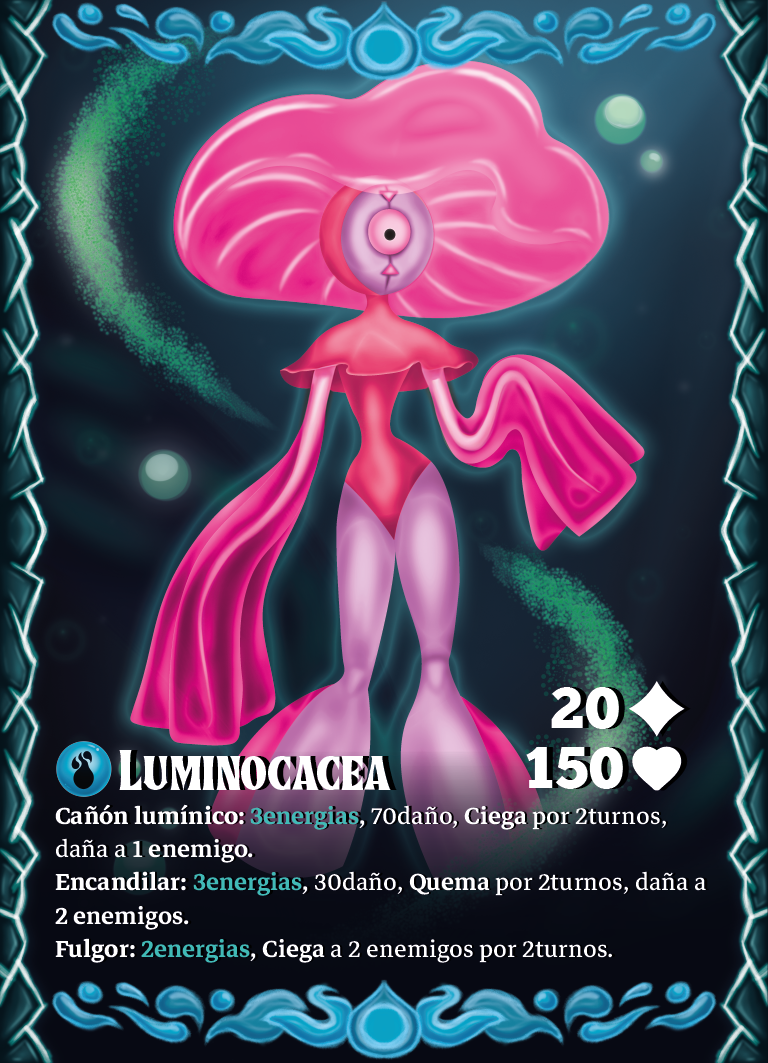 20
150
LUMINOCACEA
Cañón lumínico: 3energias, 70daño, Ciega por 2turnos,
daña a 1 enemigo.
Encandilar: 3energias, 30daño, Quema por 2turnos, daña a
2 enemigos.
Fulgor: 2energias, Ciega a 2 enemigos por 2turnos.